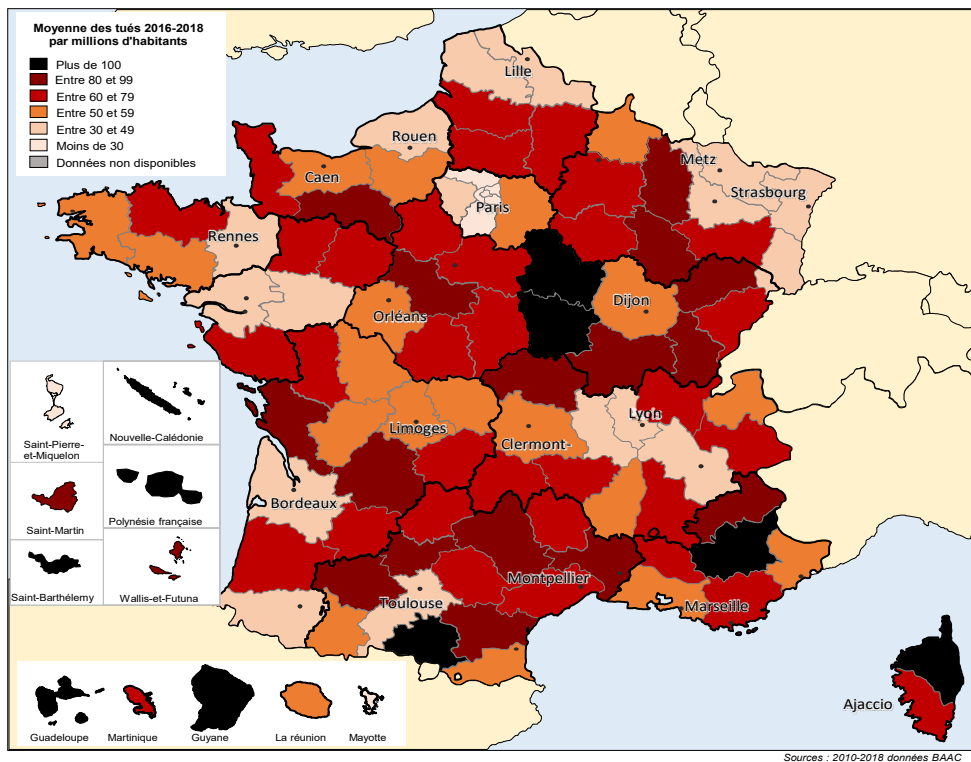 Moyenne des tués 2016-2018
par millions d'habitants
Plus de 100
Entre 80 et 99
Entre 60 et 79
Entre 50 et 59
Entre 30 et 49
Moins de 30
Données non disponibles
Lille
Rouen
Caen
Metz
Strasbourg
Paris
Rennes
Orléans
Dijon
Limoges
Clermont-
Lyon
Bordeaux
Montpellier
Toulouse
Marseille
Ajaccio
Saint-Pierre-
et-Miquelon
Nouvelle-Calédonie
Saint-Martin
Polynésie française
Saint-Barthélemy
Wallis-et-Futuna
Guadeloupe
Martinique
Guyane
La réunion
Mayotte
Sources : 2010-2018 données BAAC